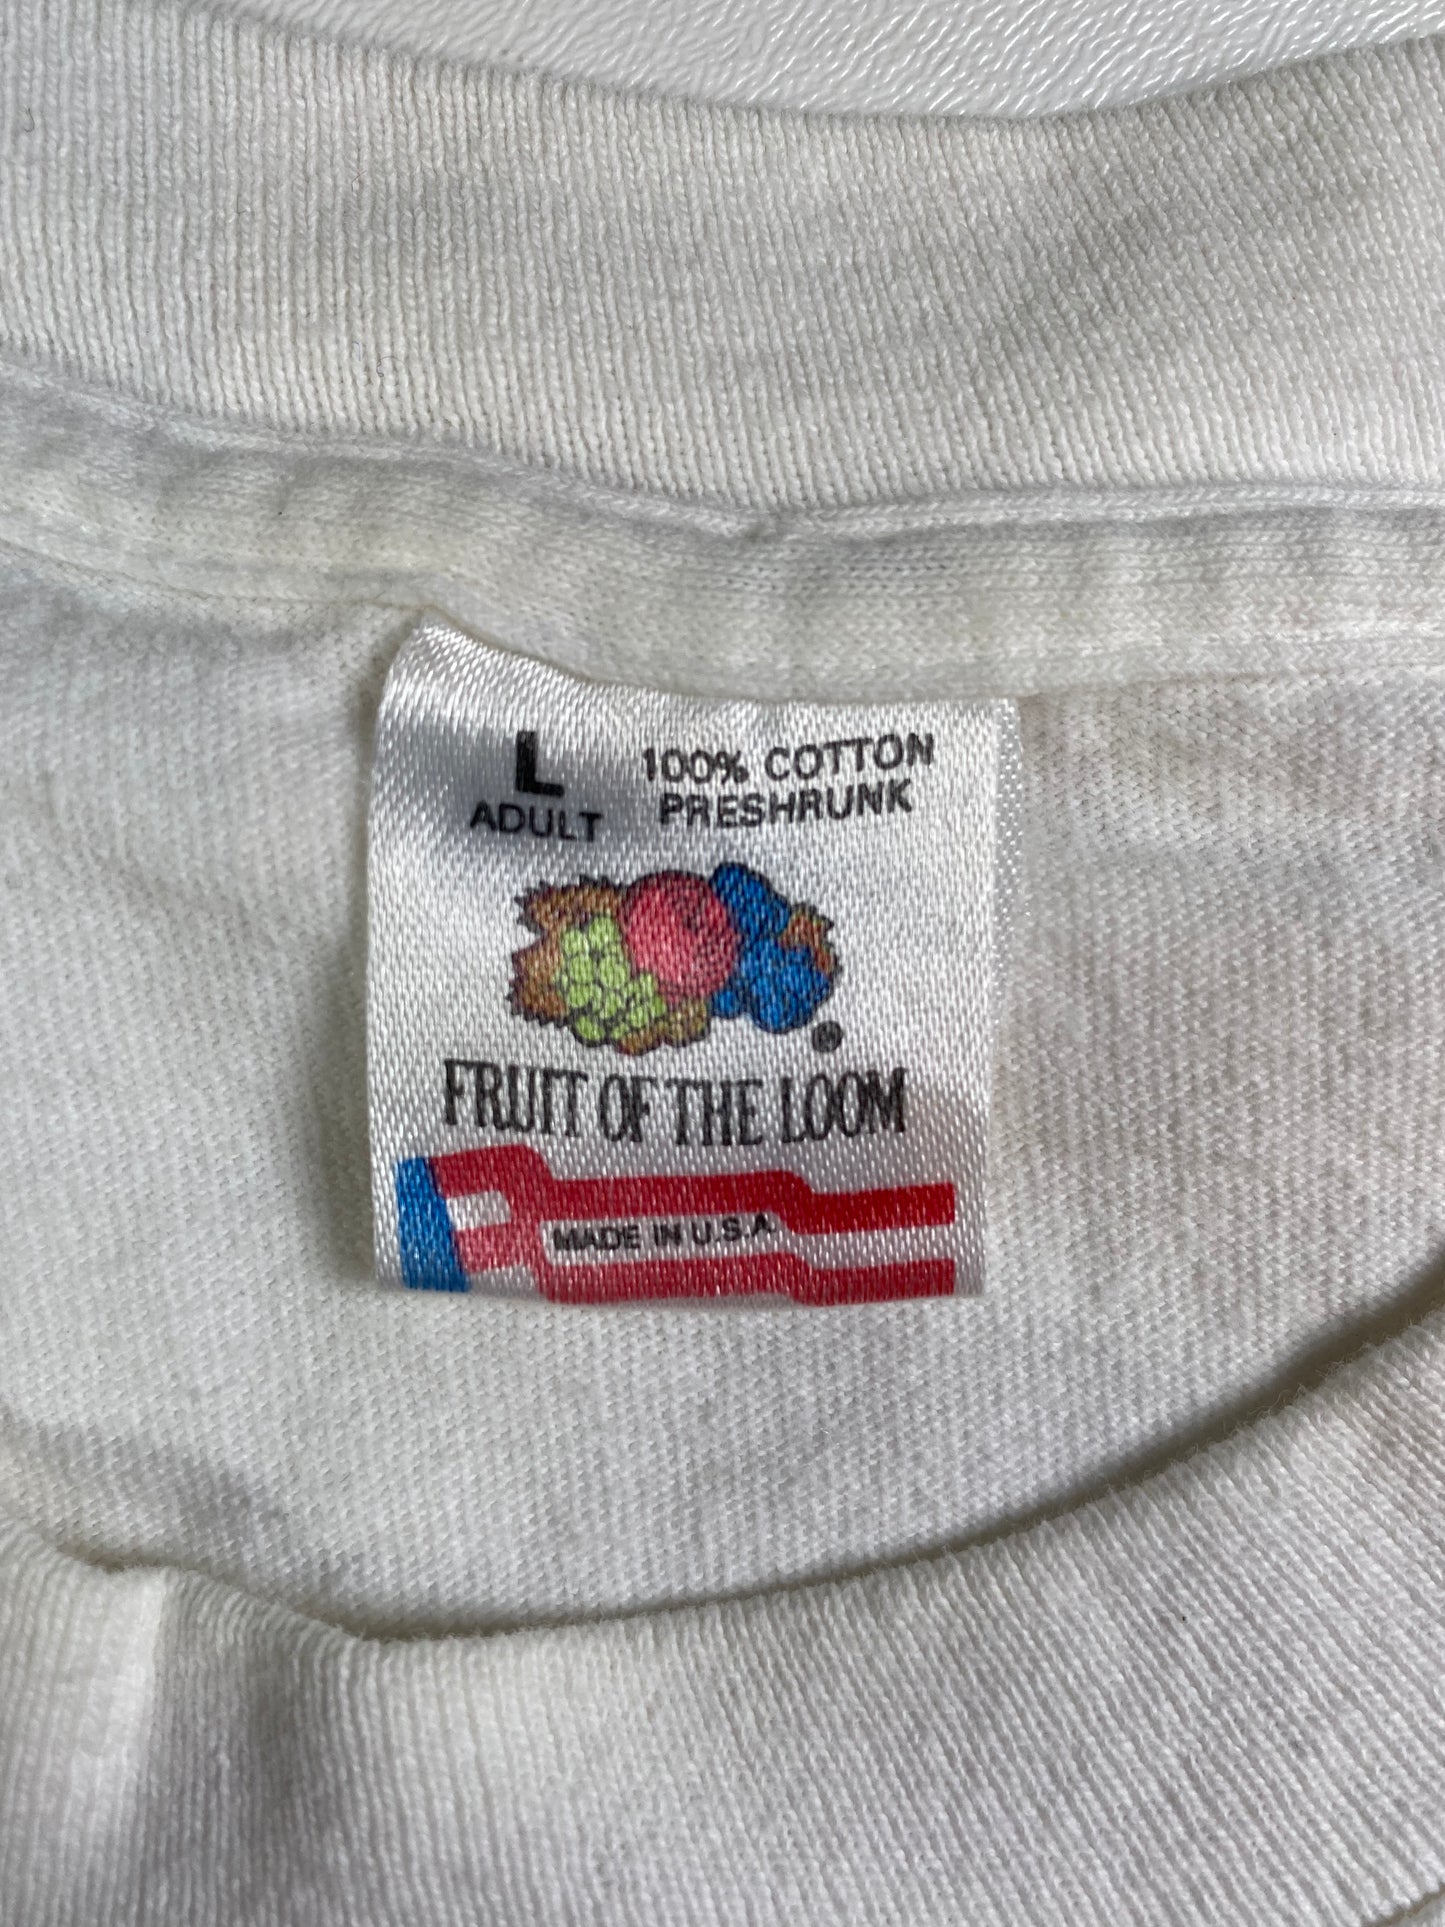 L 100% COTTON
ADULT PRESHRUNK
®
FRUIT OF THE LOOM
MADE IN U.S.A.